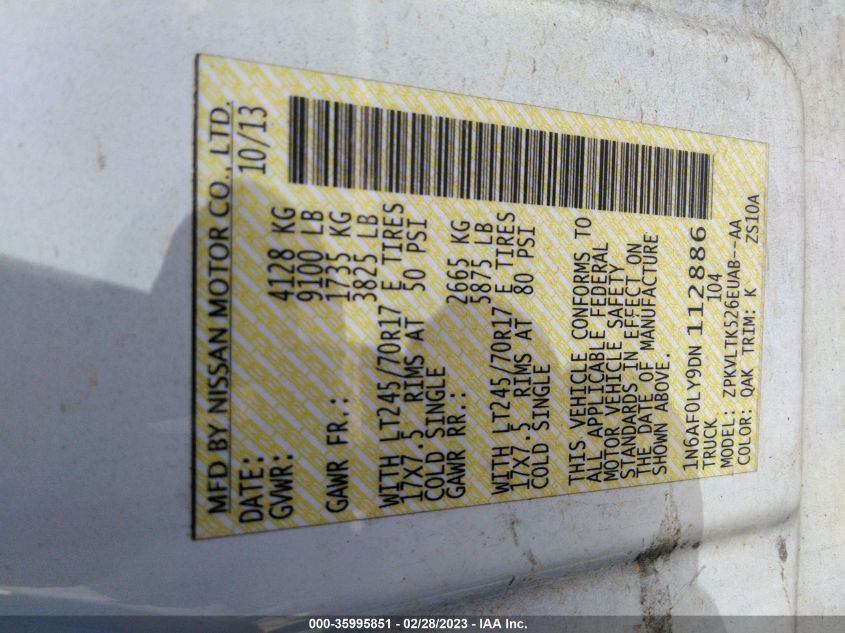 MFD BY NISSAN MOTOR CO., LTD.
DATE: 10/13
GVWR: 4128 KG
9100 LB
GAWR FR.: 1735 KG
3825 LB
WITH LT245/70R17 E TIRES
17X7.5 RIMS AT 50 PSI
COLD SINGLE
GAWR RR.: 2665 KG
5875 LB
WITH LT245/70R17 E TIRES
17X7.5 RIMS AT 80 PSI
COLD SINGLE
THIS VEHICLE CONFORMS TO
ALL APPLICABLE FEDERAL
MOTOR VEHICLE SAFETY
STANDARDS IN EFFECT ON
THE DATE OF MANUFACTURE
SHOWN ABOVE.
1N6AF0LY9DN112886
TRUCK 104
MODEL: ZPKVLTK526EUAB--AA
COLOR: QAK TRIM: K ZS10A
000-35995851 - 02/28/2023 - IAA Inc.